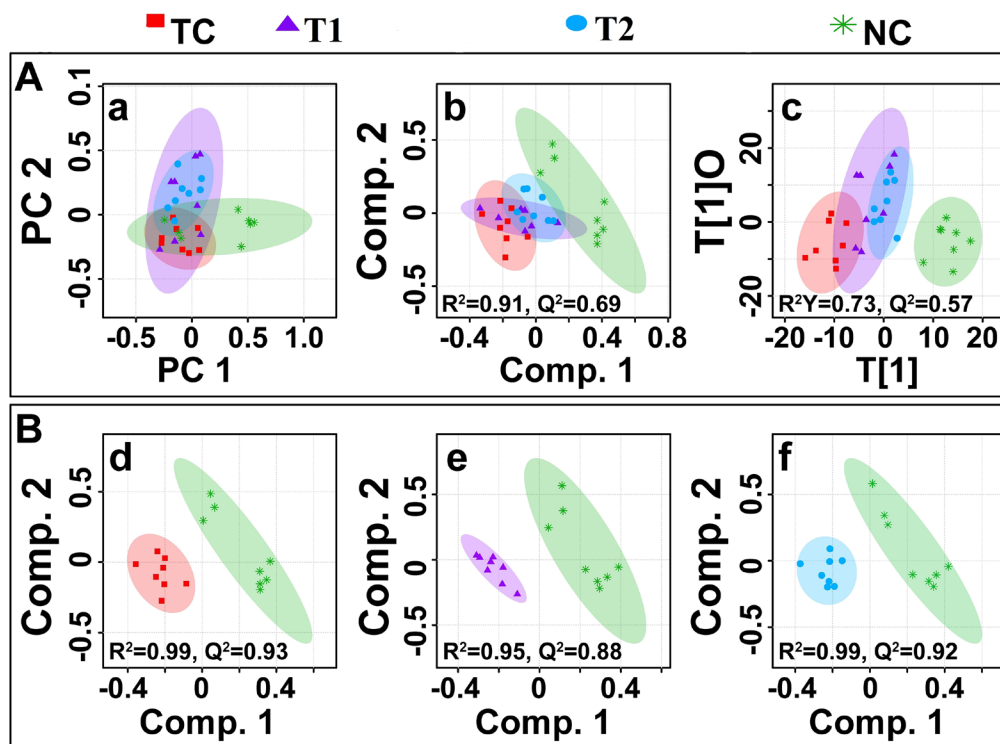 TC T1 T2 NC
A
a
PC 2
0.1
0.5
0
-0.5
-0.5 0 0.5 1.0
PC 1
b
Comp. 2
0.5
0
-0.5
R²=0.91, Q²=0.69
-0.4 0 0.4 0.8
Comp. 1
c
T[1]O
20
0
-20
R²Y=0.73, Q²=0.57
-20 -10 0 10 20
T[1]
B
d
Comp. 2
0.5
0
-0.5
R²=0.99, Q²=0.93
-0.4 0 0.4
Comp. 1
e
Comp. 2
0.5
0
-0.5
R²=0.95, Q²=0.88
-0.4 0 0.4
Comp. 1
f
Comp. 2
0.5
0
-0.5
R²=0.99, Q²=0.92
-0.4 0 0.4
Comp. 1